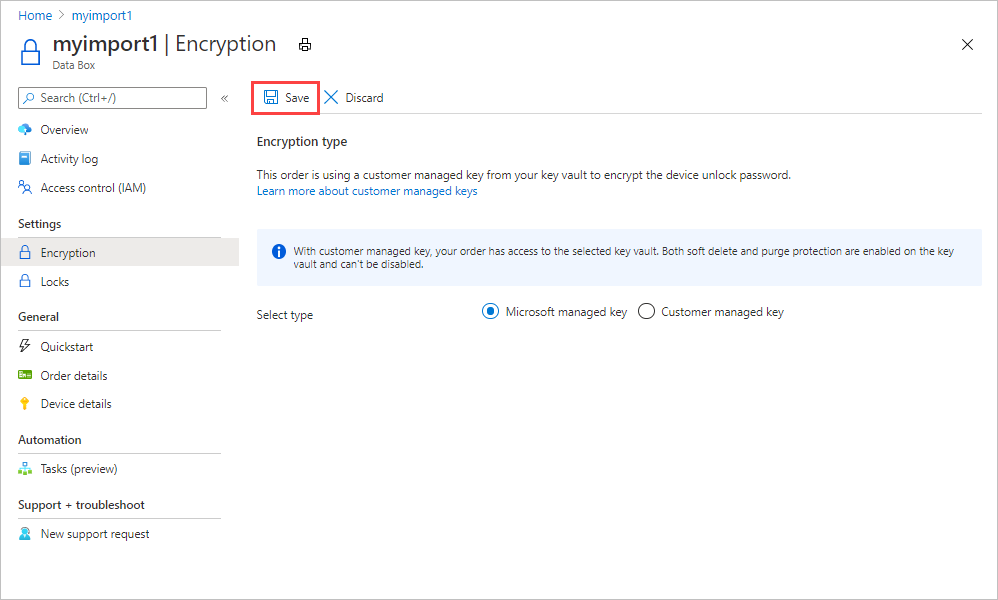 Home > myimport1
myimport1 | Encryption
Data Box
Search (Ctrl+/)
«
Overview
Activity log
Access control (IAM)
Settings
Encryption
Locks
General
Quickstart
Order details
Device details
Automation
Tasks (preview)
Support + troubleshoot
New support request
Save
Discard
Encryption type
This order is using a customer managed key from your key vault to encrypt the device unlock password.
Learn more about customer managed keys
With customer managed key, your order has access to the selected key vault. Both soft delete and purge protection are enabled on the key
vault and can't be disabled.
Select type
Microsoft managed key
Customer managed key